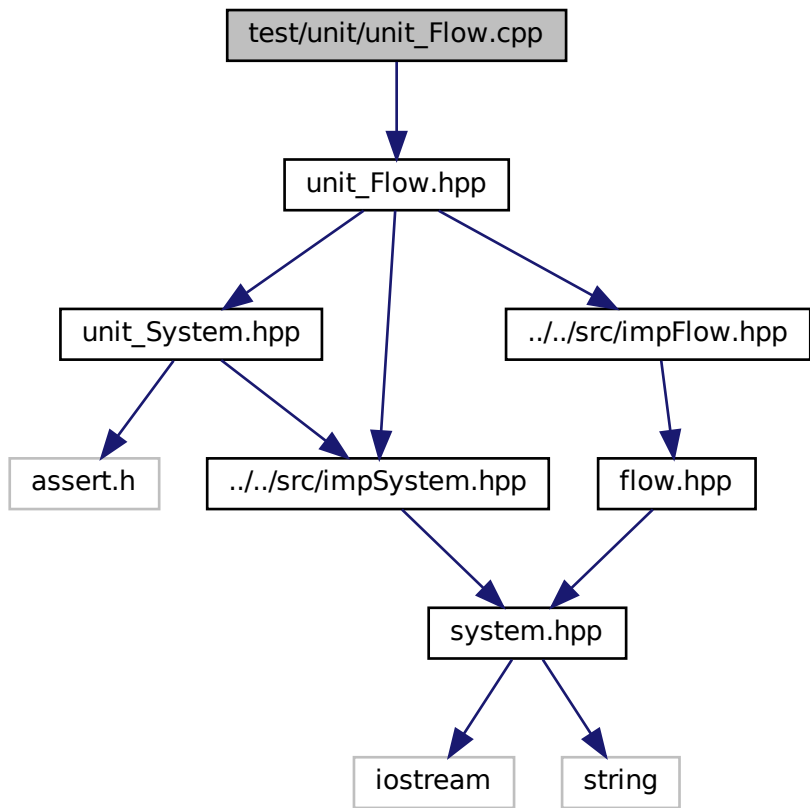 test/unit/unit_Flow.cpp
unit_Flow.hpp
unit_System.hpp
../../src/impFlow.hpp
assert.h
../../src/impSystem.hpp
flow.hpp
system.hpp
iostream
string